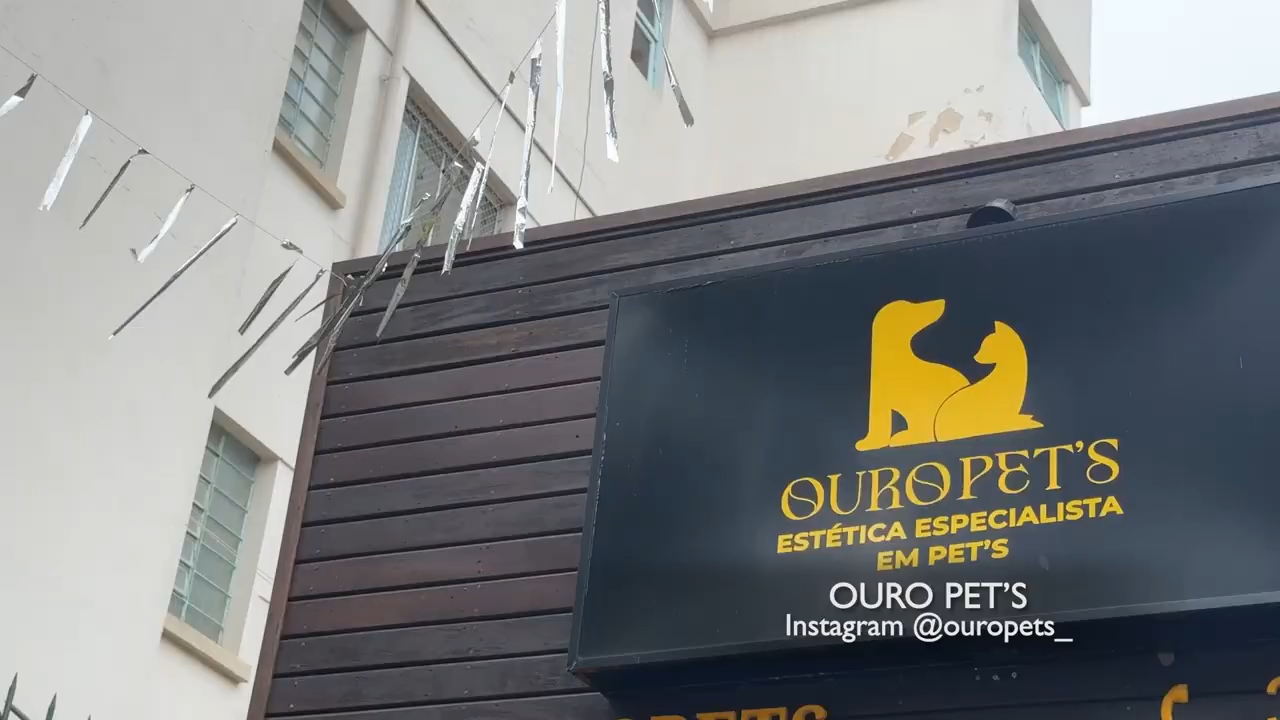 OURO PET'S
ESTÉTICA ESPECIALISTA
EM PET'S
OURO PET'S
Instagram @ouropets_